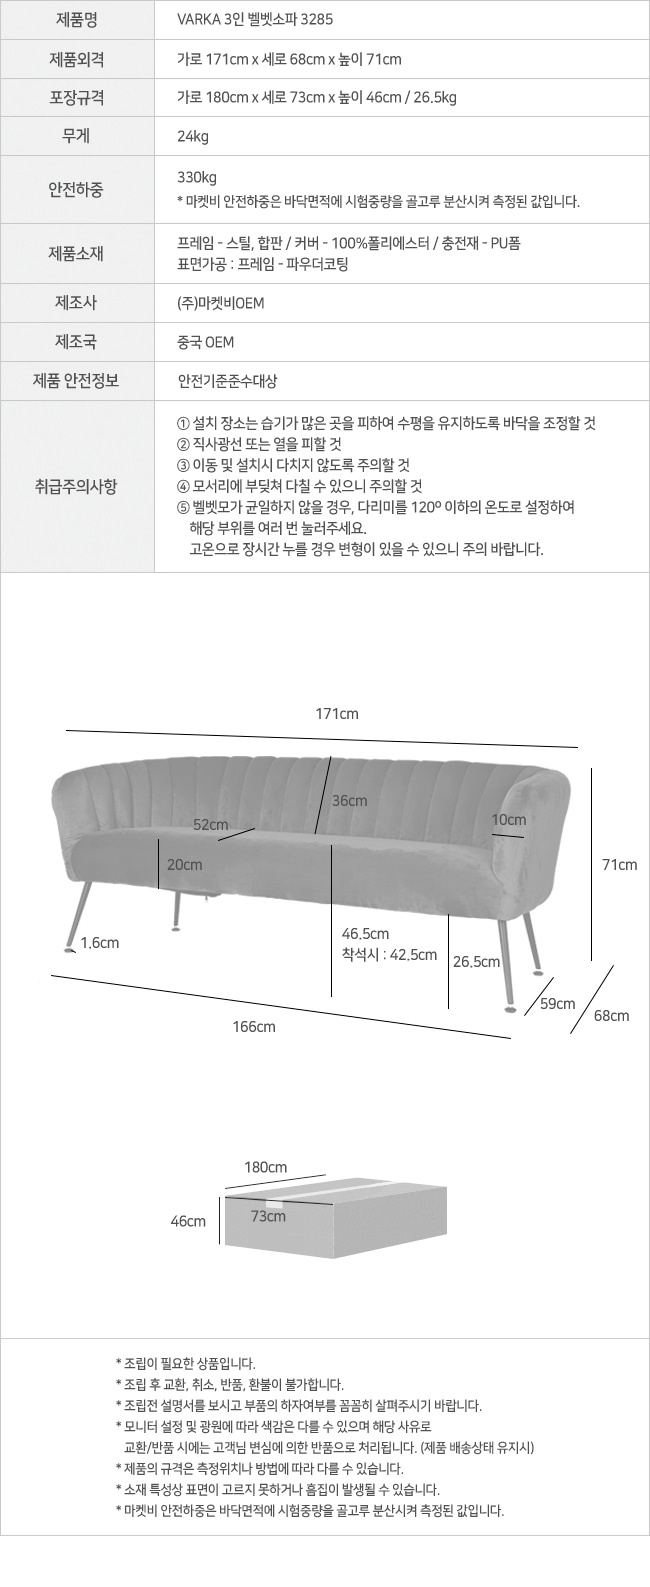 제품명 VARKA 3인 벨벳소파 3285
제품외격 가로 171cm x 세로 68cm x 높이 71cm
포장규격 가로 180cm x 세로 73cm x 높이 46cm / 26.5kg
무게 24kg
안전하중 330kg
* 마켓비 안전하중은 바닥면적에 시험중량을 골고루 분산시켜 측정된 값입니다.
제품소재 프레임 - 스틸, 합판 / 커버 - 100%폴리에스터 / 충전재 - PU폼
표면가공 : 프레임 - 파우더코팅
제조사 (주)마켓비OEM
제조국 중국 OEM
제품 안전정보 안전기준준수대상
취급주의사항
① 설치 장소는 습기가 많은 곳을 피하여 수평을 유지하도록 바닥을 조정할 것
② 직사광선 또는 열을 피할 것
③ 이동 및 설치시 다치지 않도록 주의할 것
④ 모서리에 부딪쳐 다칠 수 있으니 주의할 것
⑤ 벨벳모가 균일하지 않을 경우, 다리미를 120º 이하의 온도로 설정하여
해당 부위를 여러 번 눌러주세요.
고온으로 장시간 누를 경우 변형이 있을 수 있으니 주의 바랍니다.
171cm
36cm
52cm
10cm
20cm
71cm
46.5cm
착석시 : 42.5cm
26.5cm
1.6cm
59cm
68cm
166cm
180cm
73cm
46cm
* 조립이 필요한 상품입니다.
* 조립 후 교환, 취소, 반품, 환불이 불가합니다.
* 조립전 설명서를 보시고 부품의 하자여부를 꼼꼼히 살펴주시기 바랍니다.
* 모니터 설정 및 광원에 따라 색감은 다를 수 있으며 해당 사유로
교환/반품 시에는 고객님 변심에 의한 반품으로 처리됩니다. (제품 배송상태 유지시)
* 제품의 규격은 측정위치나 방법에 따라 다를 수 있습니다.
* 소재 특성상 표면이 고르지 못하거나 흠집이 발생될 수 있습니다.
* 마켓비 안전하중은 바닥면적에 시험중량을 골고루 분산시켜 측정된 값입니다.